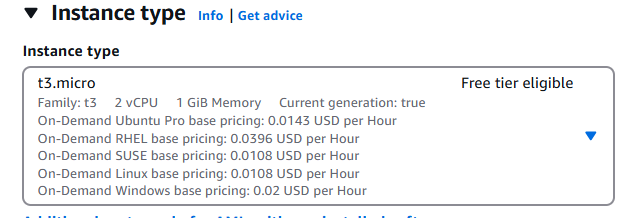 Instance type Info | Get advice
Instance type
t3.micro Free tier eligible
Family: t3 2 vCPU 1 GiB Memory Current generation: true
On-Demand Ubuntu Pro base pricing: 0.0143 USD per Hour
On-Demand RHEL base pricing: 0.0396 USD per Hour
On-Demand SUSE base pricing: 0.0108 USD per Hour
On-Demand Linux base pricing: 0.0108 USD per Hour
On-Demand Windows base pricing: 0.02 USD per Hour